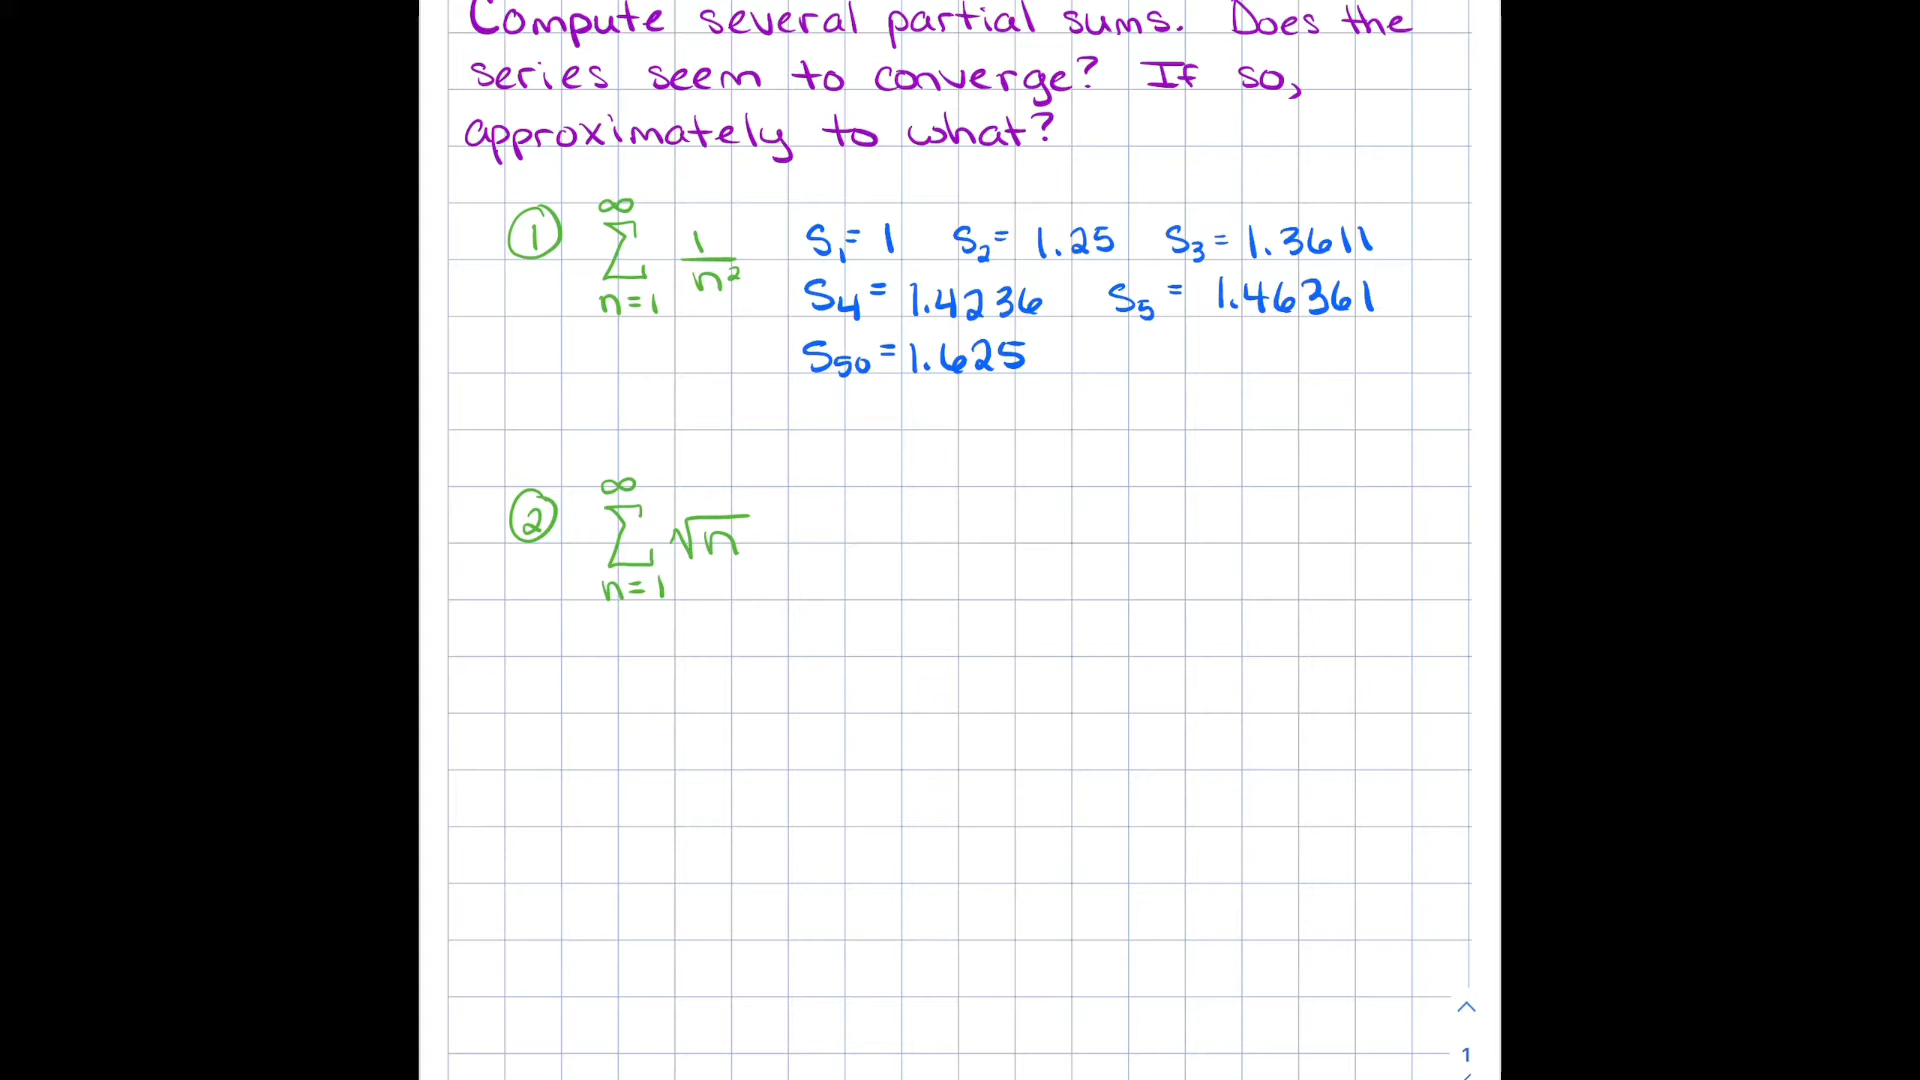 Compute several partial sums. Does the
series seem to converge? If so,
approximately to what?
① ∞ ∑ n=1 1/n² S₁= 1 S₂= 1.25 S₃ = 1.3611
S₄ = 1.4236 S₅ = 1.46361
S₅₀ = 1.625
② ∞ ∑ n=1 √n
1